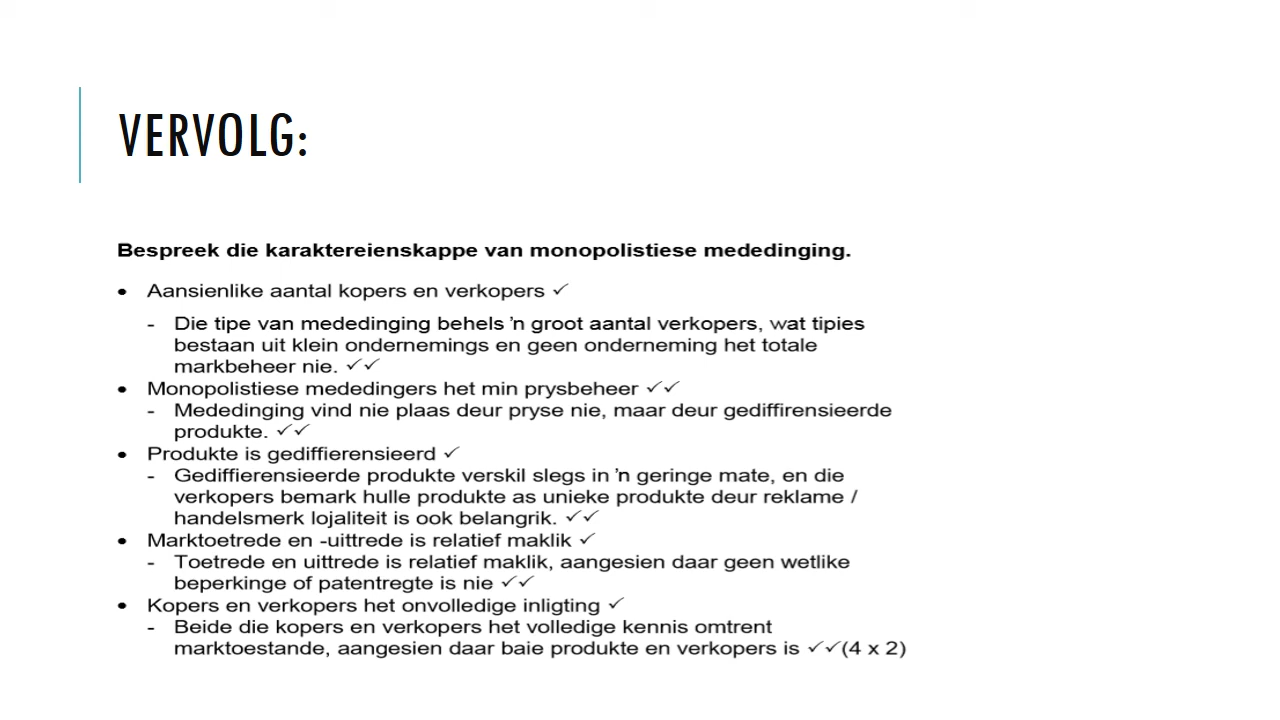 VERVOLG:
Bespreek die karaktereienskappe van monopolistiese mededinging.
• Aansienlike aantal kopers en verkopers ✓
- Die tipe van mededinging behels 'n groot aantal verkopers, wat tipies
bestaan uit klein ondernemings en geen onderneming het totale
markbeheer nie. ✓✓
• Monopolistiese mededingers het min prysbeheer ✓✓
- Mededinging vind nie plaas deur pryse nie, maar deur gediffirensieerde
produkte. ✓✓
• Produkte is gediffierensieerd ✓
- Gediffierensieerde produkte verskil slegs in 'n geringe mate, en die
verkopers bemark hulle produkte as unieke produkte deur reklame /
handelsmerk lojaliteit is ook belangrik. ✓✓
• Marktoetrede en -uittrede is relatief maklik ✓
- Toetrede en uittrede is relatief maklik, aangesien daar geen wetlike
beperkinge of patentregte is nie ✓✓
• Kopers en verkopers het onvolledige inligting ✓
- Beide die kopers en verkopers het volledige kennis omtrent
marktoestande, aangesien daar baie produkte en verkopers is ✓✓(4 x 2)